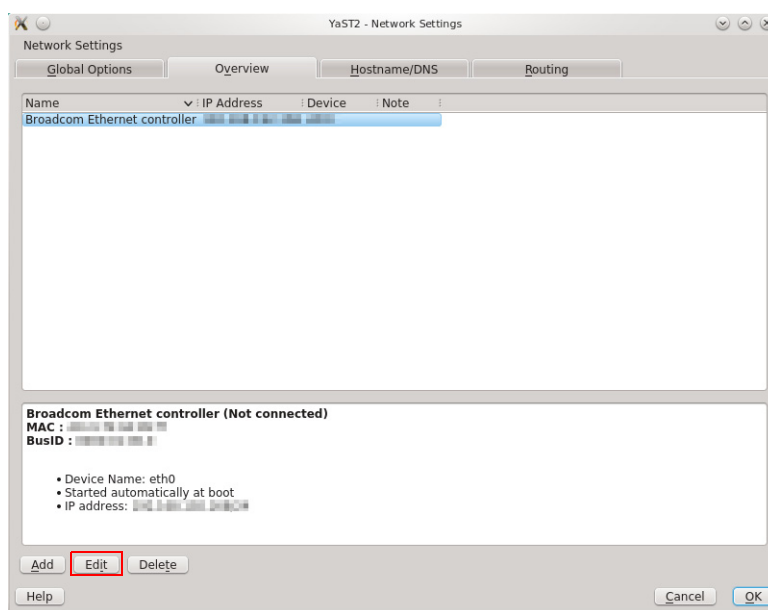 YaST2 - Network Settings
Network Settings
Global Options Overview Hostname/DNS Routing
Name IP Address Device Note
Broadcom Ethernet controller
Broadcom Ethernet controller (Not connected)
MAC :
BusID :
• Device Name: eth0
• Started automatically at boot
• IP address:
Add Edit Delete
Help Cancel OK